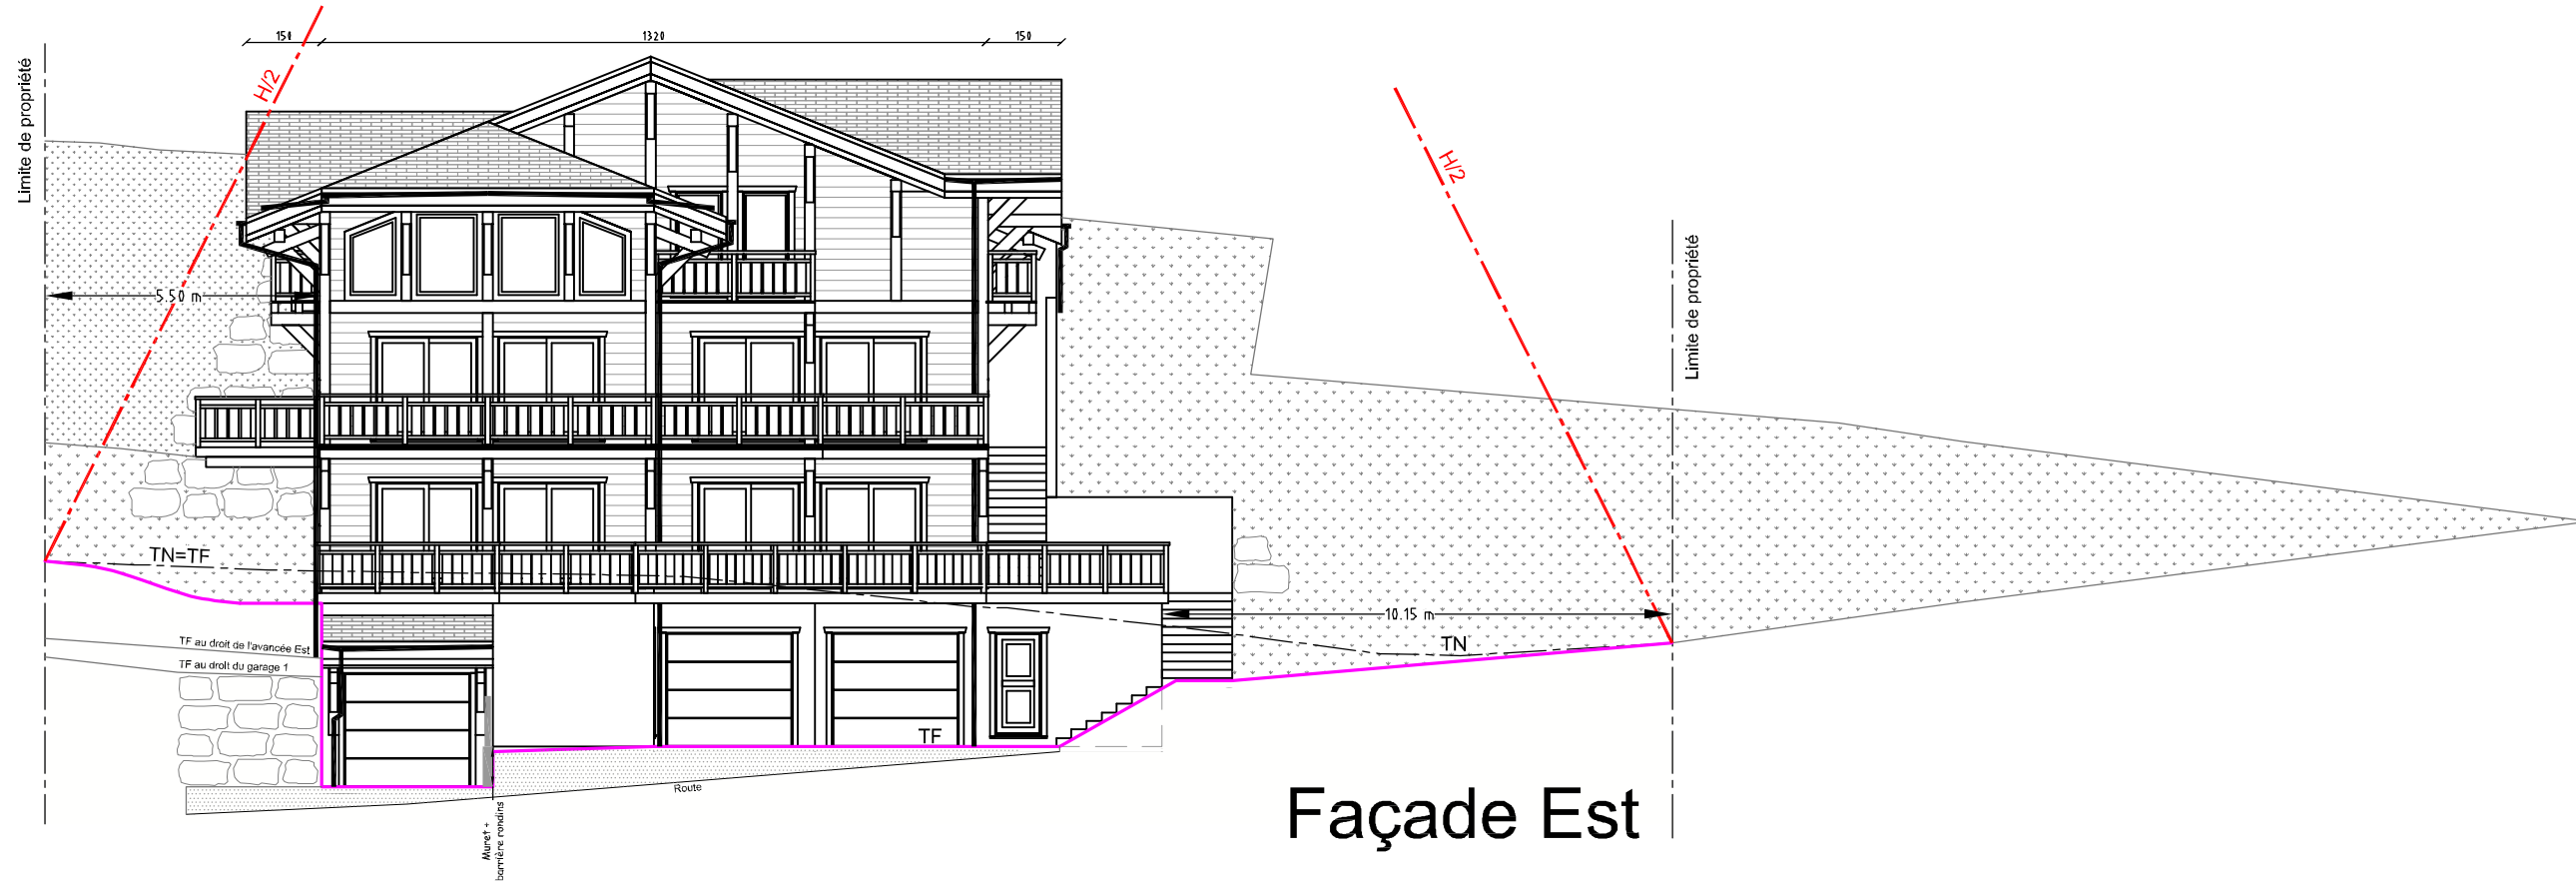 150
1320
150
Limite de propriété
H/2
H/2
Limite de propriété
5.50 m
TN=TF
10.15 m
TN
TF au droit de l'avancée Est
TF au droit du garage 1
TF
Route
Muret +
barrière rondins
Façade Est